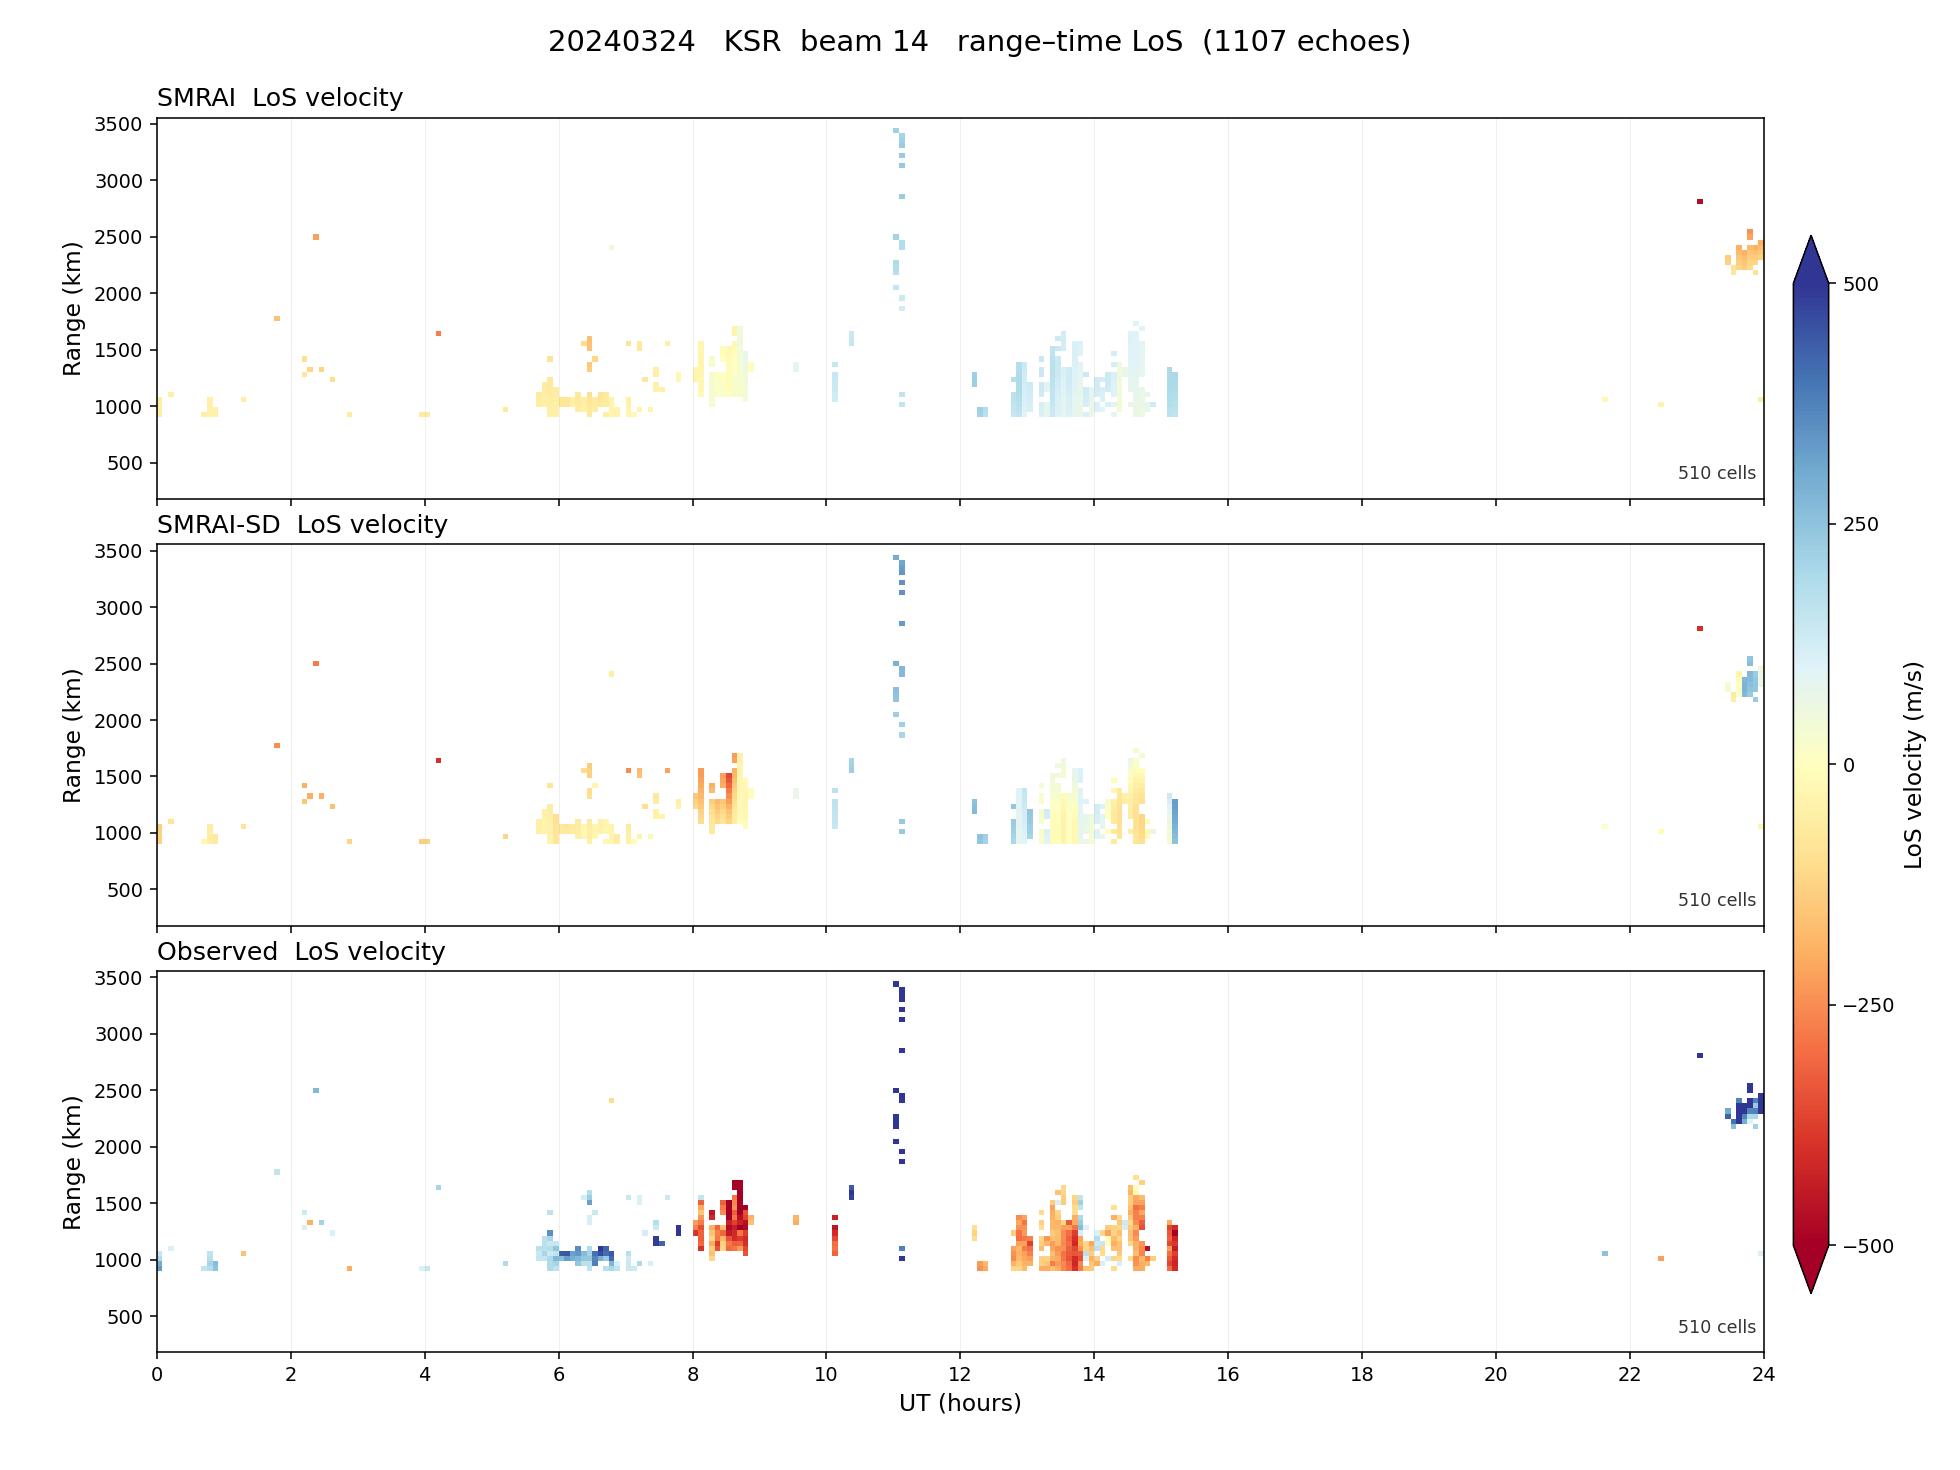 20240324   KSR  beam 14   range–time LoS  (1107 echoes)
SMRAI  LoS velocity
3500
3000
2500
2000
1500
1000
500
Range (km)
510 cells
SMRAI-SD  LoS velocity
3500
3000
2500
2000
1500
1000
500
Range (km)
510 cells
Observed  LoS velocity
3500
3000
2500
2000
1500
1000
500
Range (km)
510 cells
0 2 4 6 8 10 12 14 16 18 20 22 24
UT (hours)
500
250
0
−250
−500
LoS velocity (m/s)